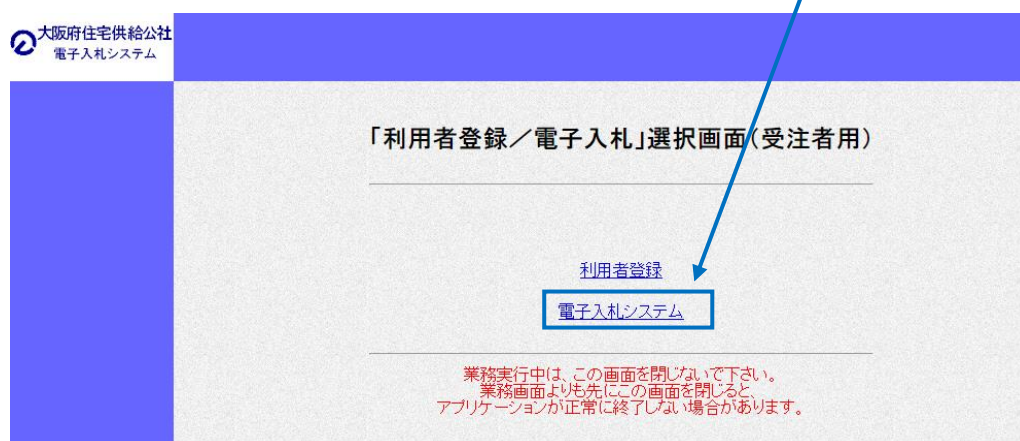 大阪府住宅供給公社
電子入札システム
「利用者登録／電子入札」選択画面(受注者用)
利用者登録
電子入札システム
業務実行中は、この画面を閉じないで下さい。
業務画面よりも先にこの画面を閉じると、
アプリケーションが正常に終了しない場合があります。